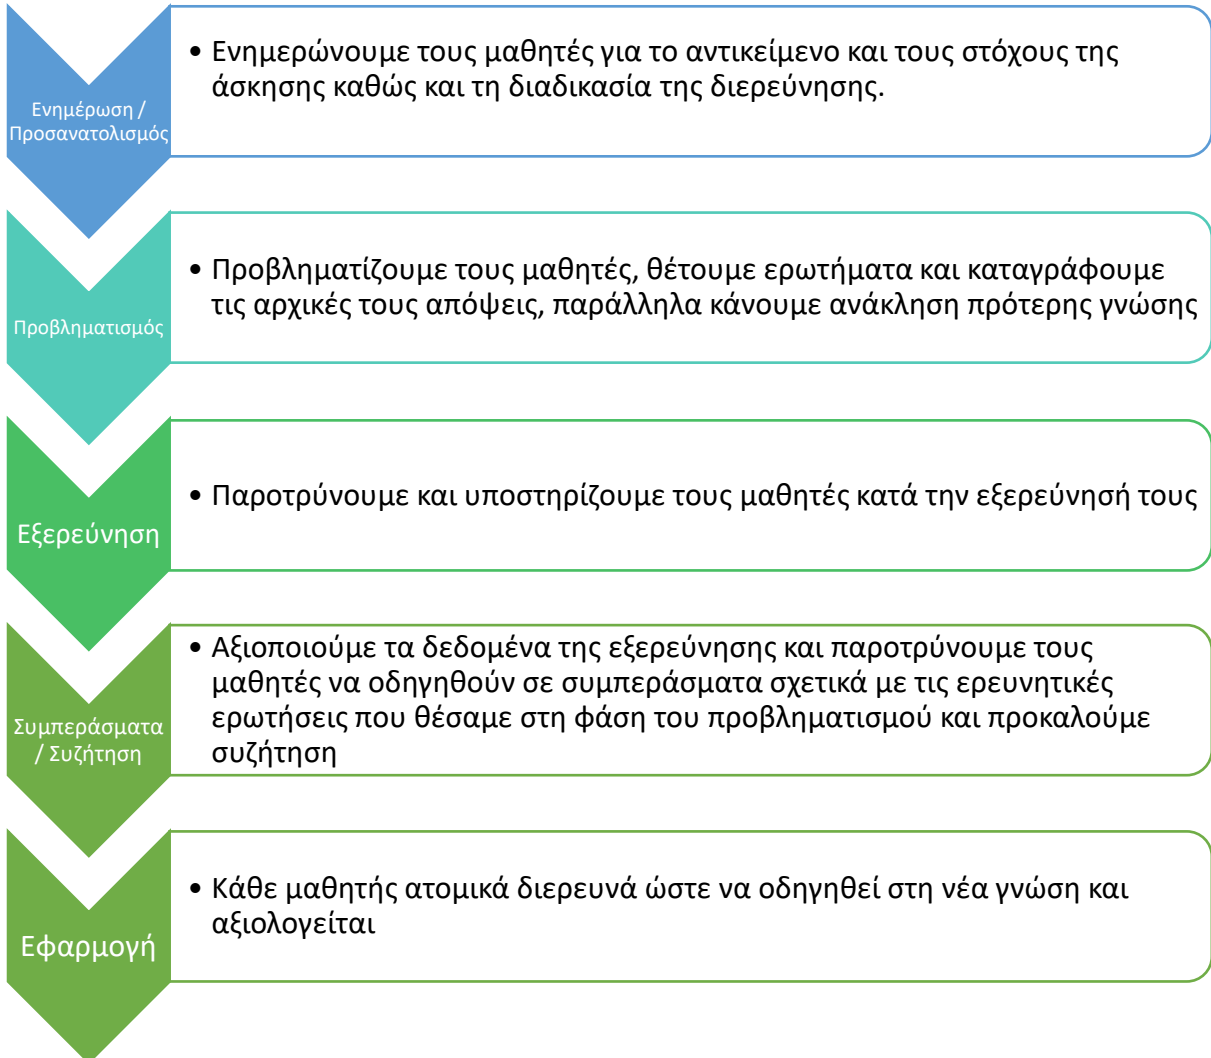 Ενημέρωση /
Προσανατολισμός
• Ενημερώνουμε τους μαθητές για το αντικείμενο και τους στόχους της
άσκησης καθώς και τη διαδικασία της διερεύνησης.
Προβληματισμός
• Προβληματίζουμε τους μαθητές, θέτουμε ερωτήματα και καταγράφουμε
τις αρχικές τους απόψεις, παράλληλα κάνουμε ανάκληση πρότερης γνώσης
Εξερεύνηση
• Παροτρύνουμε και υποστηρίζουμε τους μαθητές κατά την εξερεύνησή τους
Συμπεράσματα
/ Συζήτηση
• Αξιοποιούμε τα δεδομένα της εξερεύνησης και παροτρύνουμε τους
μαθητές να οδηγηθούν σε συμπεράσματα σχετικά με τις ερευνητικές
ερωτήσεις που θέσαμε στη φάση του προβληματισμού και προκαλούμε
συζήτηση
Εφαρμογή
• Κάθε μαθητής ατομικά διερευνά ώστε να οδηγηθεί στη νέα γνώση και
αξιολογείται